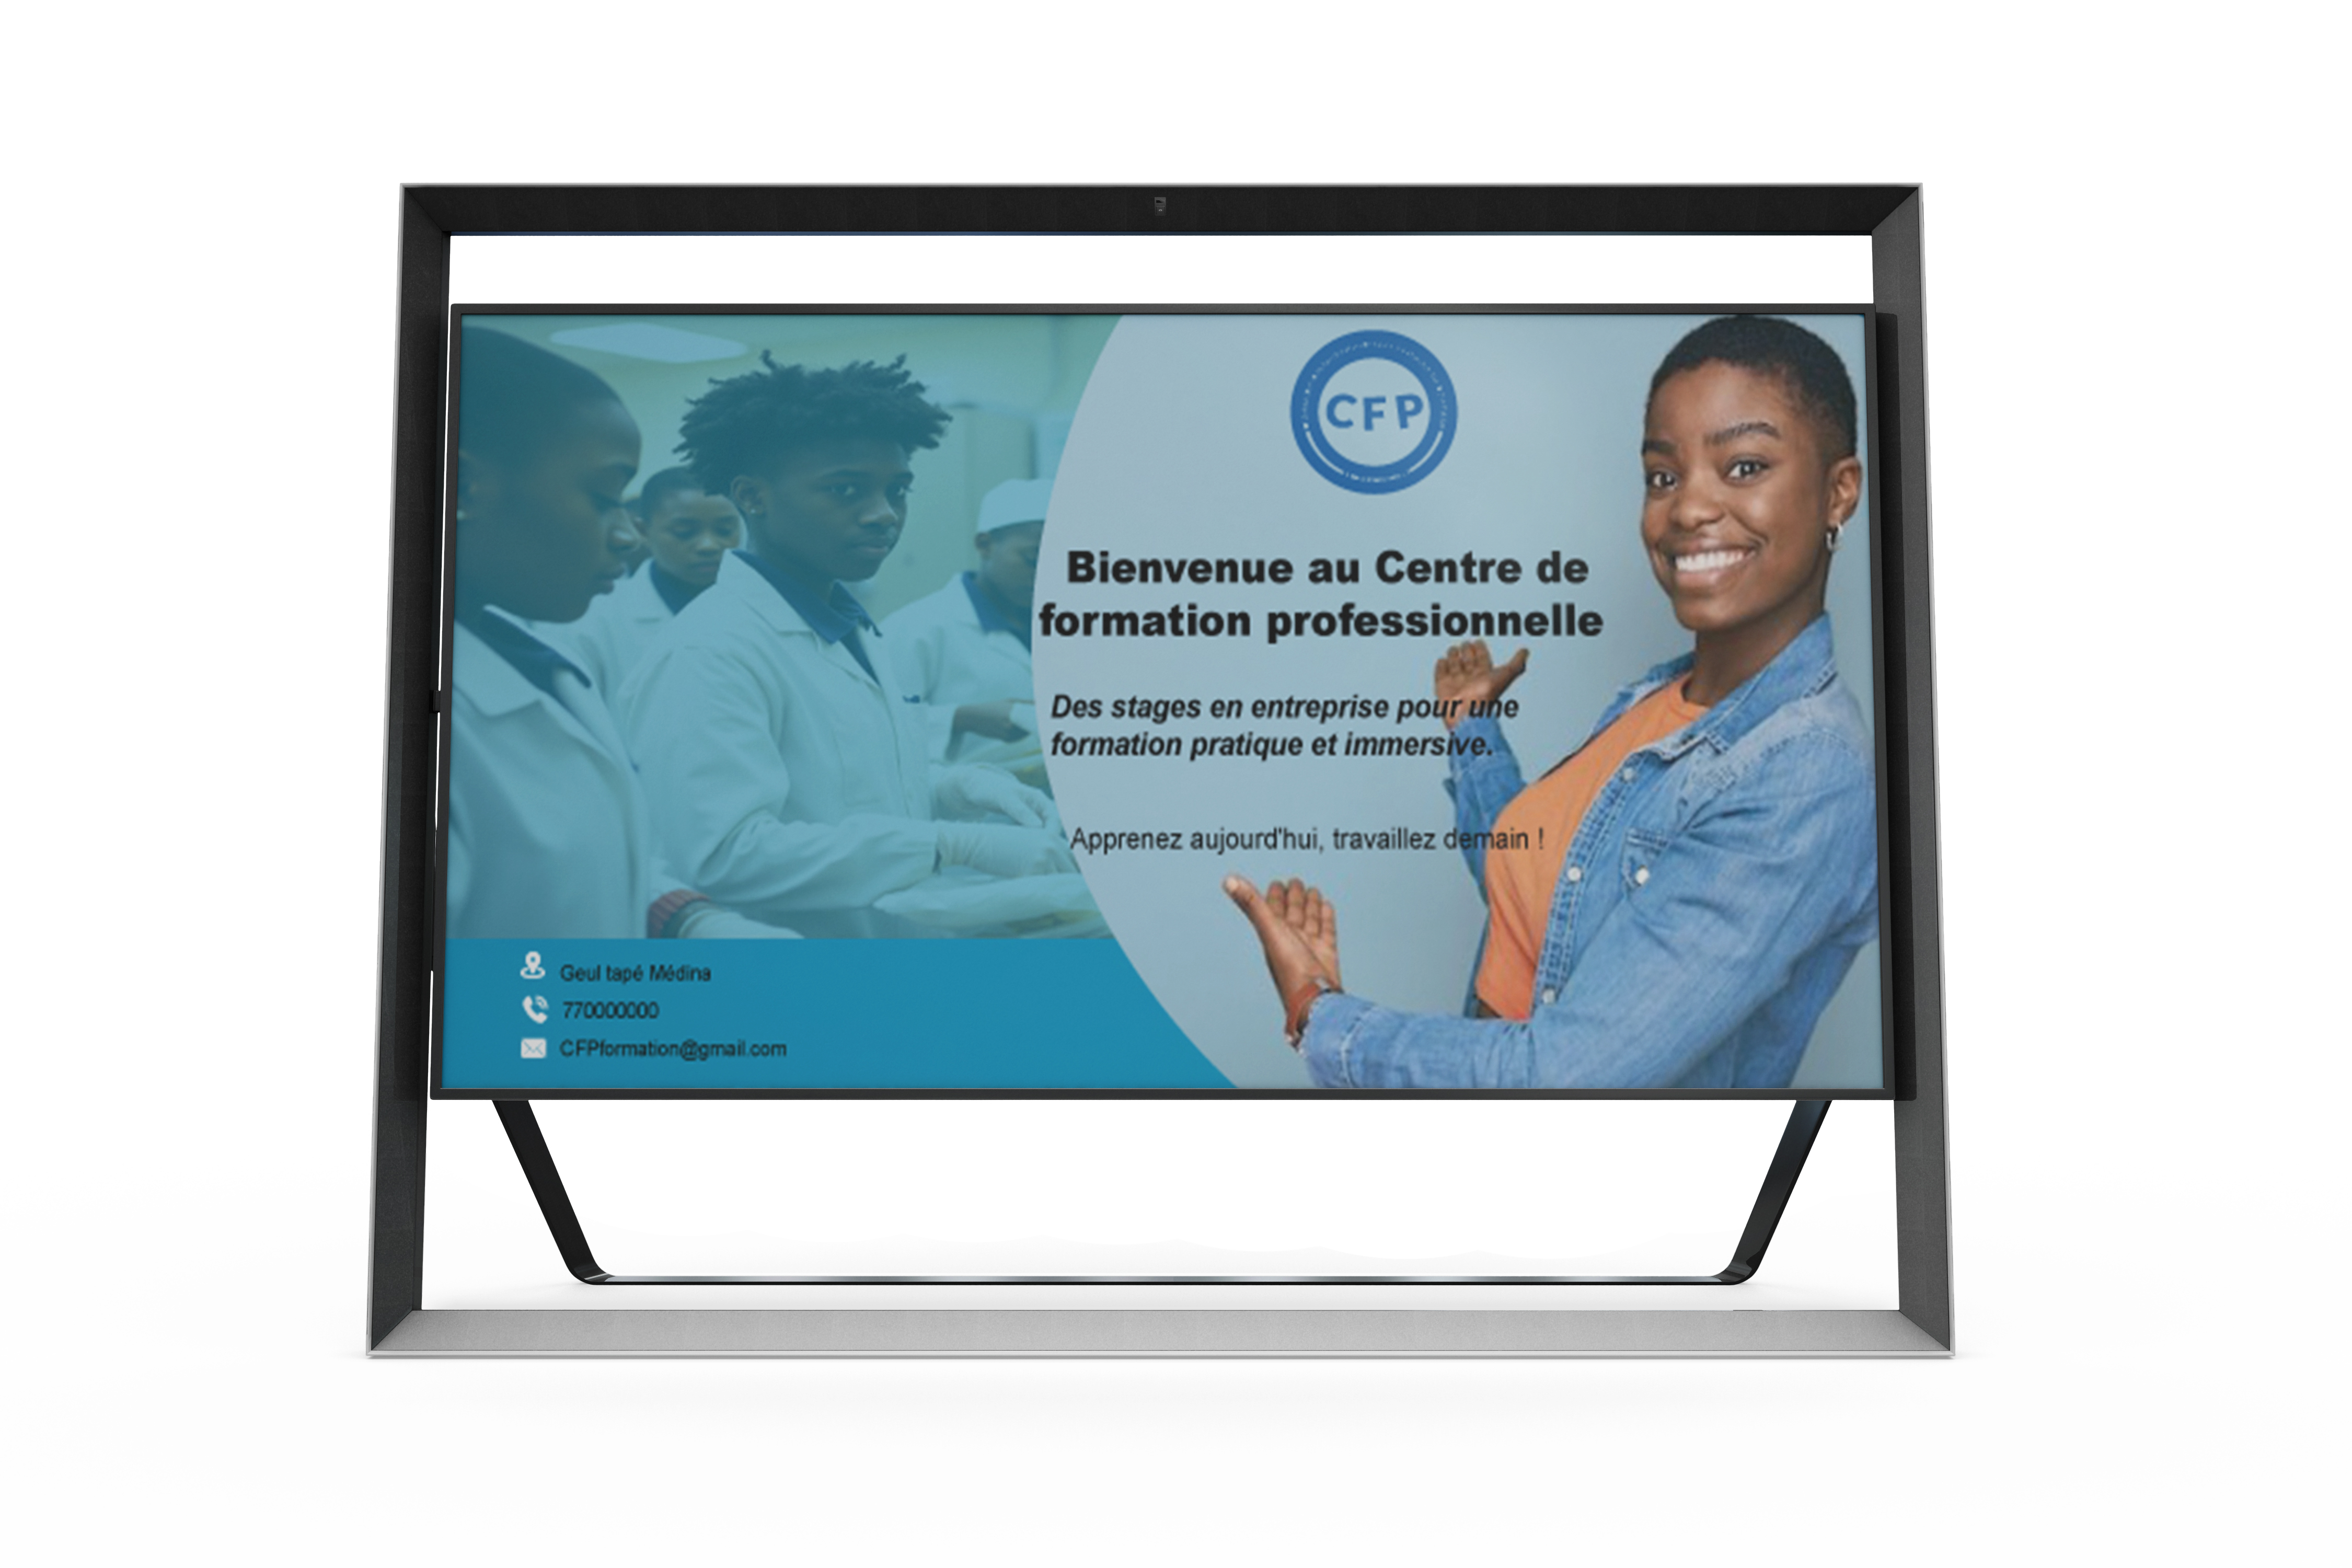 CFP
Bienvenue au Centre de
formation professionnelle
Des stages en entreprise pour une
formation pratique et immersive.
Apprenez aujourd'hui, travaillez demain !
Geul tapé Médina
770000000
CFPformation@gmail.com